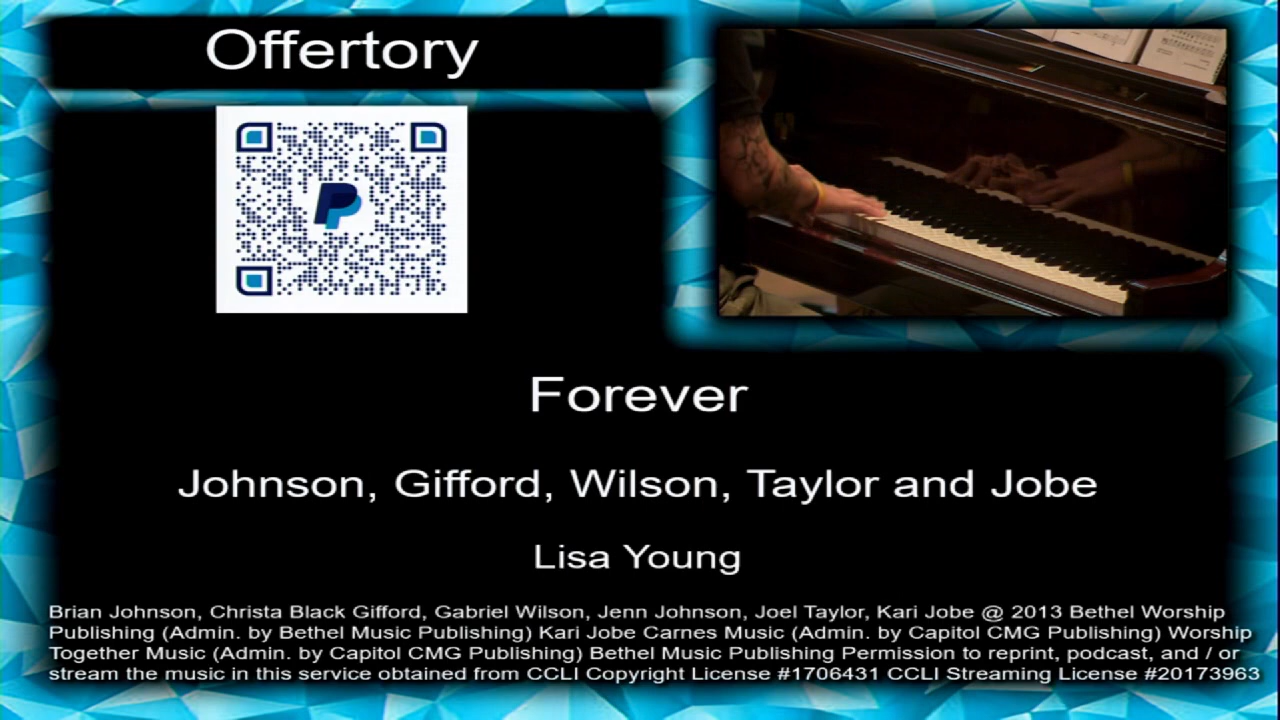 Offertory
Forever
Johnson, Gifford, Wilson, Taylor and Jobe
Lisa Young
Brian Johnson, Christa Black Gifford, Gabriel Wilson, Jenn Johnson, Joel Taylor, Kari Jobe @ 2013 Bethel Worship
Publishing (Admin. by Bethel Music Publishing) Kari Jobe Carnes Music (Admin. by Capitol CMG Publishing) Worship
Together Music (Admin. by Capitol CMG Publishing) Bethel Music Publishing Permission to reprint, podcast, and / or
stream the music in this service obtained from CCLI Copyright License #1706431 CCLI Streaming License #20173963